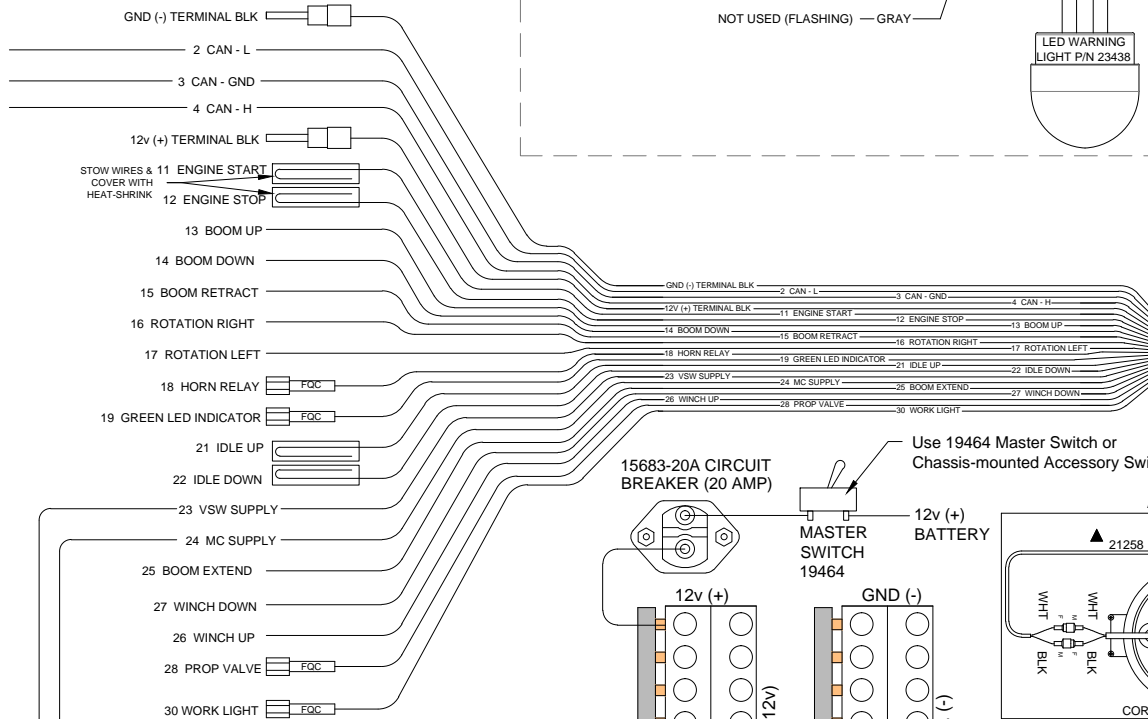 GND (-) TERMINAL BLK
2 CAN - L
3 CAN - GND
4 CAN - H
12v (+) TERMINAL BLK
STOW WIRES &
COVER WITH
HEAT-SHRINK
11 ENGINE START
12 ENGINE STOP
13 BOOM UP
14 BOOM DOWN
15 BOOM RETRACT
16 ROTATION RIGHT
17 ROTATION LEFT
18 HORN RELAY
FQC
19 GREEN LED INDICATOR
FQC
21 IDLE UP
22 IDLE DOWN
23 VSW SUPPLY
24 MC SUPPLY
25 BOOM EXTEND
27 WINCH DOWN
26 WINCH UP
28 PROP VALVE
FQC
30 WORK LIGHT
FQC
NOT USED (FLASHING)
GRAY
LED WARNING
LIGHT P/N 23438
GND (-) TERMINAL BLK
2 CAN - L
3 CAN - GND
4 CAN - H
12V (+) TERMINAL BLK
11 ENGINE START
12 ENGINE STOP
13 BOOM UP
14 BOOM DOWN
15 BOOM RETRACT
16 ROTATION RIGHT
17 ROTATION LEFT
18 HORN RELAY
19 GREEN LED INDICATOR
21 IDLE UP
22 IDLE DOWN
23 VSW SUPPLY
24 MC SUPPLY
25 BOOM EXTEND
27 WINCH DOWN
26 WINCH UP
28 PROP VALVE
30 WORK LIGHT
Use 19464 Master Switch or
Chassis-mounted Accessory Swi
15683-20A CIRCUIT
BREAKER (20 AMP)
MASTER
SWITCH
19464
12v (+)
BATTERY
12v (+)
12v)
GND (-)
(-)
21258
WHT
WHT
F
M
M
F
BLK
BLK
COR